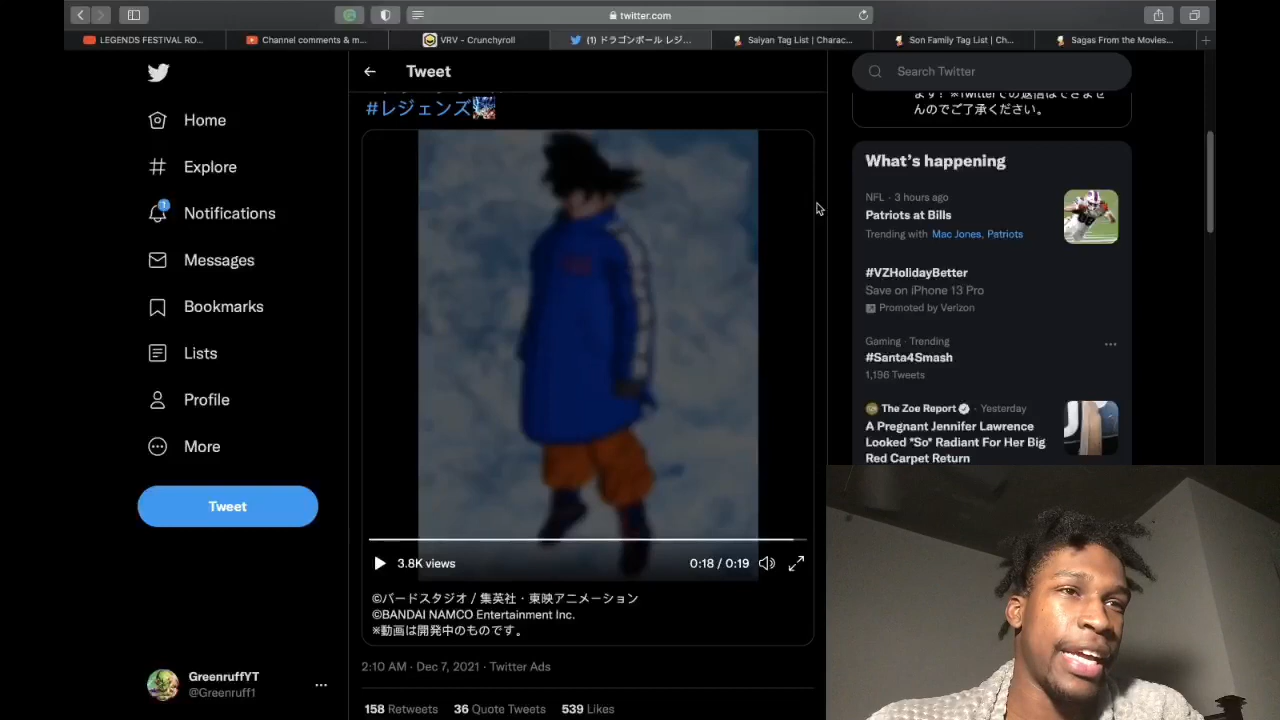 twitter.com
LEGENDS FESTIVAL RO...
Channel comments & m...
VRV - Crunchyroll
(1) ドラゴンボール レジ...
Saiyan Tag List | Charac...
Son Family Tag List | Ch...
Sagas From the Movies...
Home
Explore
1
Notifications
Messages
Bookmarks
Lists
Profile
More
Tweet
GreenruffYT
@Greenruff1
Tweet
#レジェンズ
3.8K views
0:18 / 0:19
©バードスタジオ / 集英社・東映アニメーション
©BANDAI NAMCO Entertainment Inc.
※動画は開発中のものです。
2:10 AM · Dec 7, 2021 · Twitter Ads
158 Retweets 36 Quote Tweets 539 Likes
Search Twitter
ます！※Twitterでの返信はできませ
んのでご了承ください。
What's happening
NFL · 3 hours ago
Patriots at Bills
Trending with Mac Jones, Patriots
#VZHolidayBetter
Save on iPhone 13 Pro
Promoted by Verizon
Gaming · Trending
#Santa4Smash
1,196 Tweets
The Zoe Report · Yesterday
A Pregnant Jennifer Lawrence
Looked *So* Radiant For Her Big
Red Carpet Return